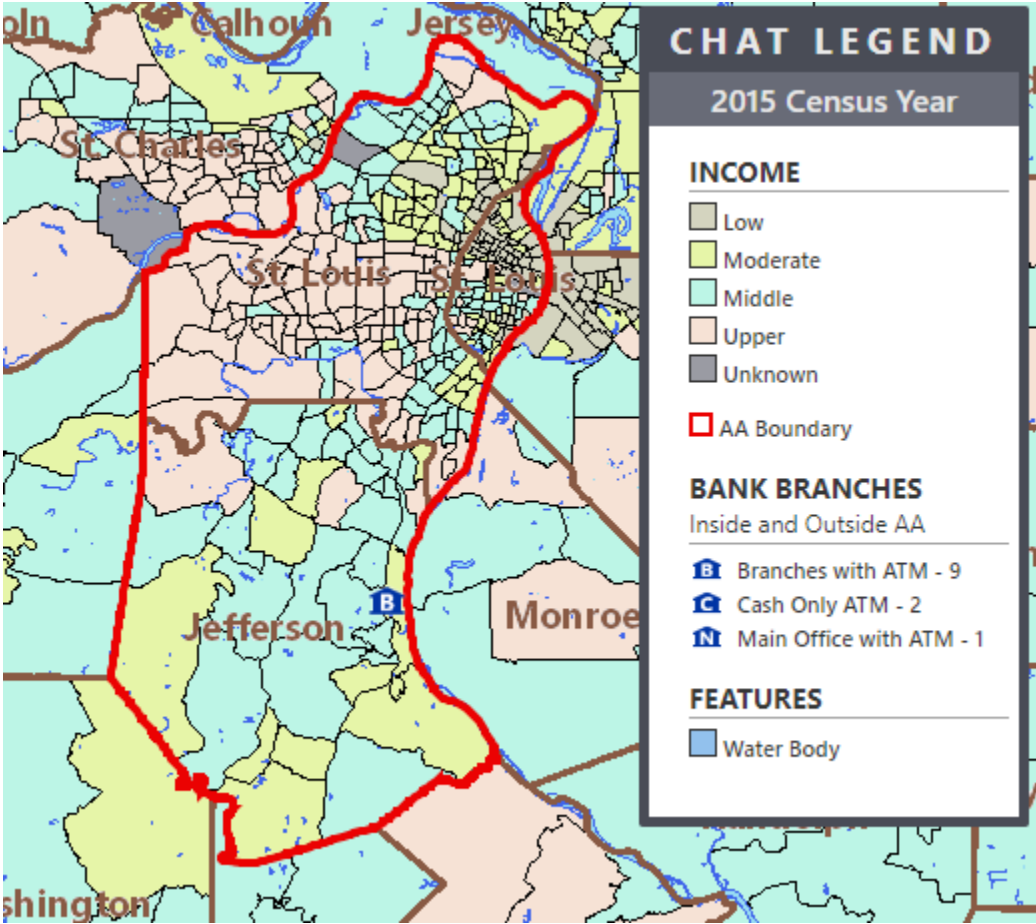 oln
Calhoun
Jersey
St. Charles
St. Louis
St. Louis
Jefferson
Monroe
shington
B
CHAT LEGEND
2015 Census Year
INCOME
Low
Moderate
Middle
Upper
Unknown
AA Boundary
BANK BRANCHES
Inside and Outside AA
B Branches with ATM - 9
C Cash Only ATM - 2
N Main Office with ATM - 1
FEATURES
Water Body